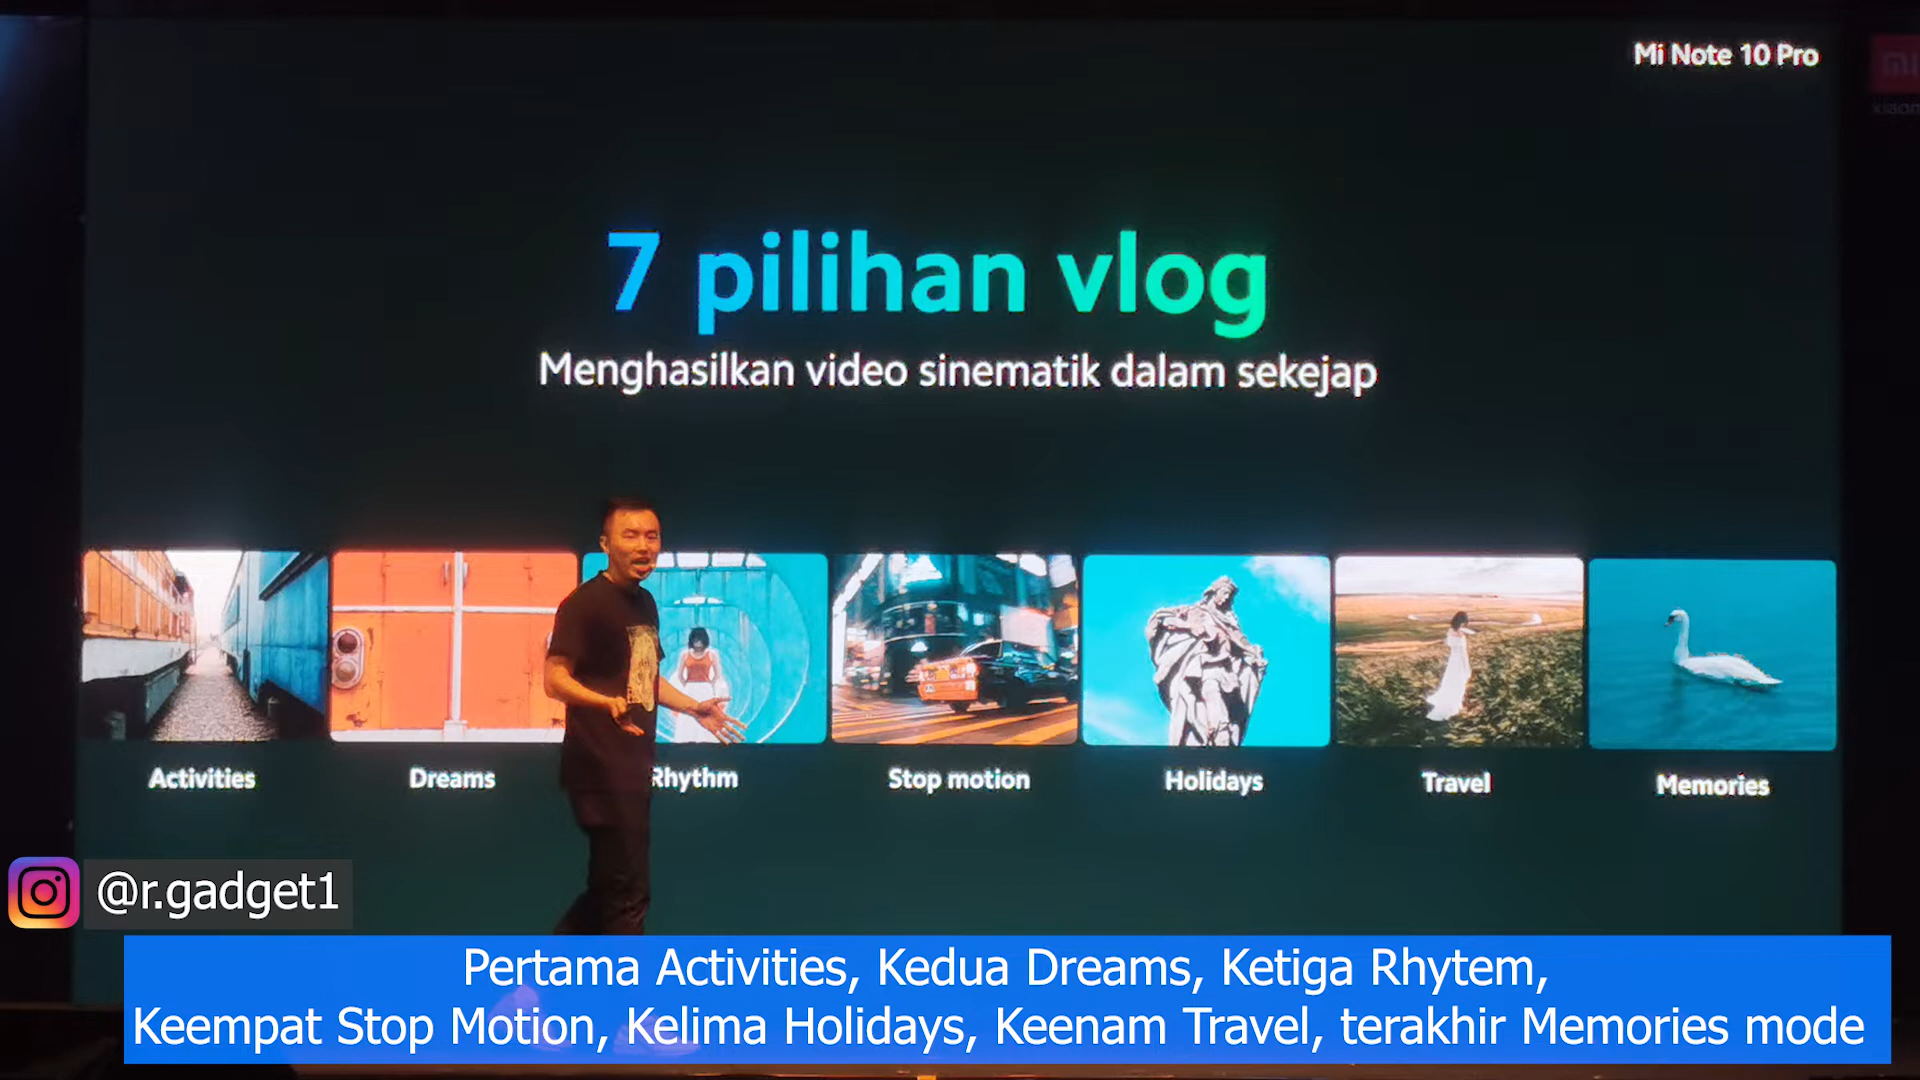 Mi Note 10 Pro
mi
7 pilihan vlog
Menghasilkan video sinematik dalam sekejap
Activities
Dreams
Rhythm
Stop motion
Holidays
Travel
Memories
@r.gadget1
Pertama Activities, Kedua Dreams, Ketiga Rhytem,
Keempat Stop Motion, Kelima Holidays, Keenam Travel, terakhir Memories mode